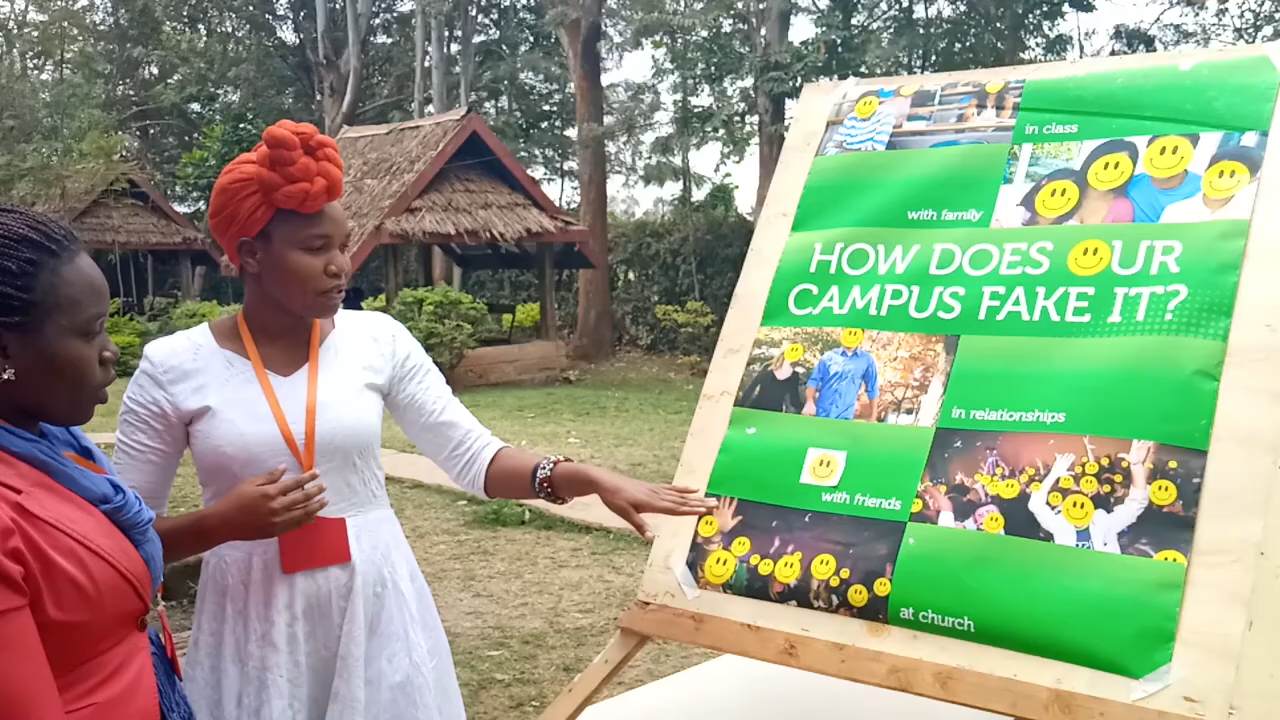 in class
with family
HOW DOES OUR
CAMPUS FAKE IT?
in relationships
with friends
at church